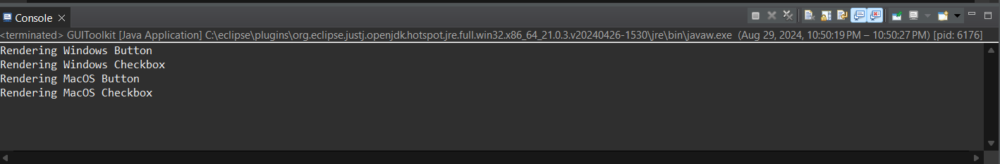 Console
<terminated> GUIToolkit [Java Application] C:\eclipse\plugins\org.eclipse.justj.openjdk.hotspot.jre.full.win32.x86_64_21.0.3.v20240426-1530\jre\bin\javaw.exe (Aug 29, 2024, 10:50:19 PM – 10:50:27 PM) [pid: 6176]
Rendering Windows Button
Rendering Windows Checkbox
Rendering MacOS Button
Rendering MacOS Checkbox